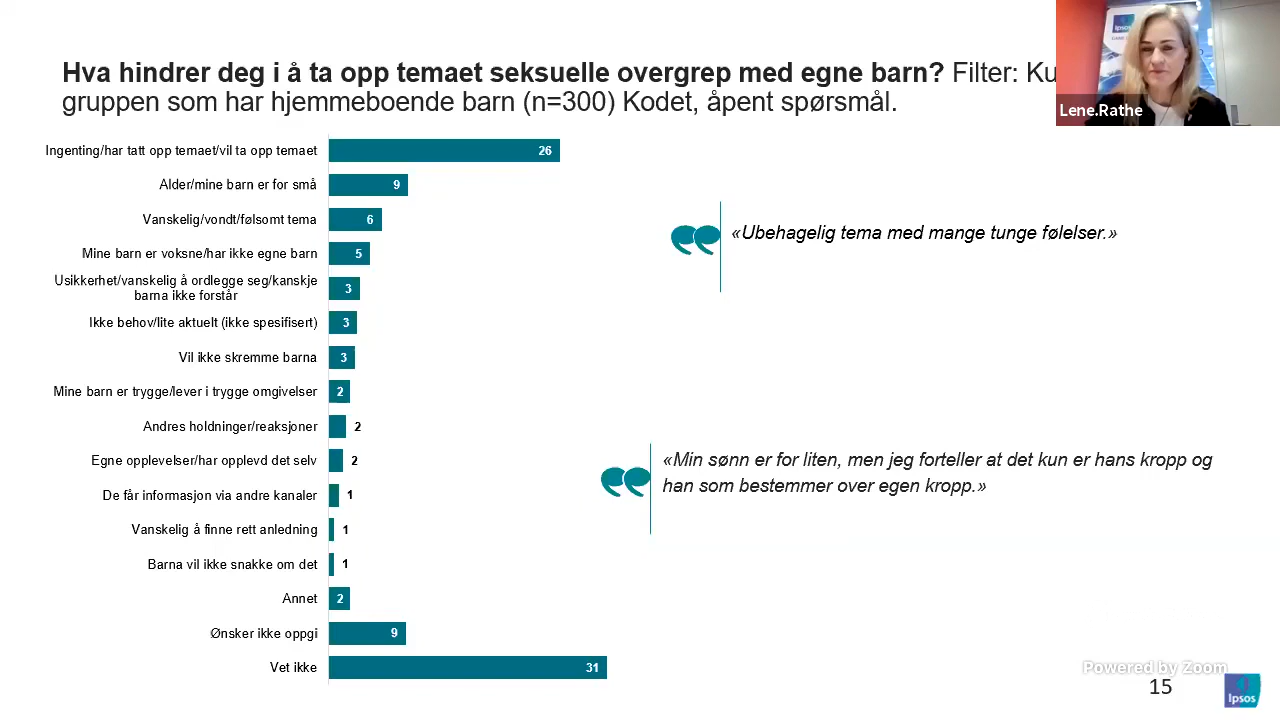 Hva hindrer deg i å ta opp temaet seksuelle overgrep med egne barn? Filter: Ku
gruppen som har hjemmeboende barn (n=300) Kodet, åpent spørsmål.
Ipsos
Lene.Rathe
Ingenting/har tatt opp temaet/vil ta opp temaet 26
Alder/mine barn er for små 9
Vanskelig/vondt/følsomt tema 6
Mine barn er voksne/har ikke egne barn 5
Usikkerhet/vanskelig å ordlegge seg/kanskje
barna ikke forstår 3
Ikke behov/lite aktuelt (ikke spesifisert) 3
Vil ikke skremme barna 3
Mine barn er trygge/lever i trygge omgivelser 2
Andres holdninger/reaksjoner 2
Egne opplevelser/har opplevd det selv 2
De får informasjon via andre kanaler 1
Vanskelig å finne rett anledning 1
Barna vil ikke snakke om det 1
Annet 2
Ønsker ikke oppgi 9
Vet ikke 31
«Ubehagelig tema med mange tunge følelser.»
«Min sønn er for liten, men jeg forteller at det kun er hans kropp og
han som bestemmer over egen kropp.»
Powered by Zoom
15
Ipsos